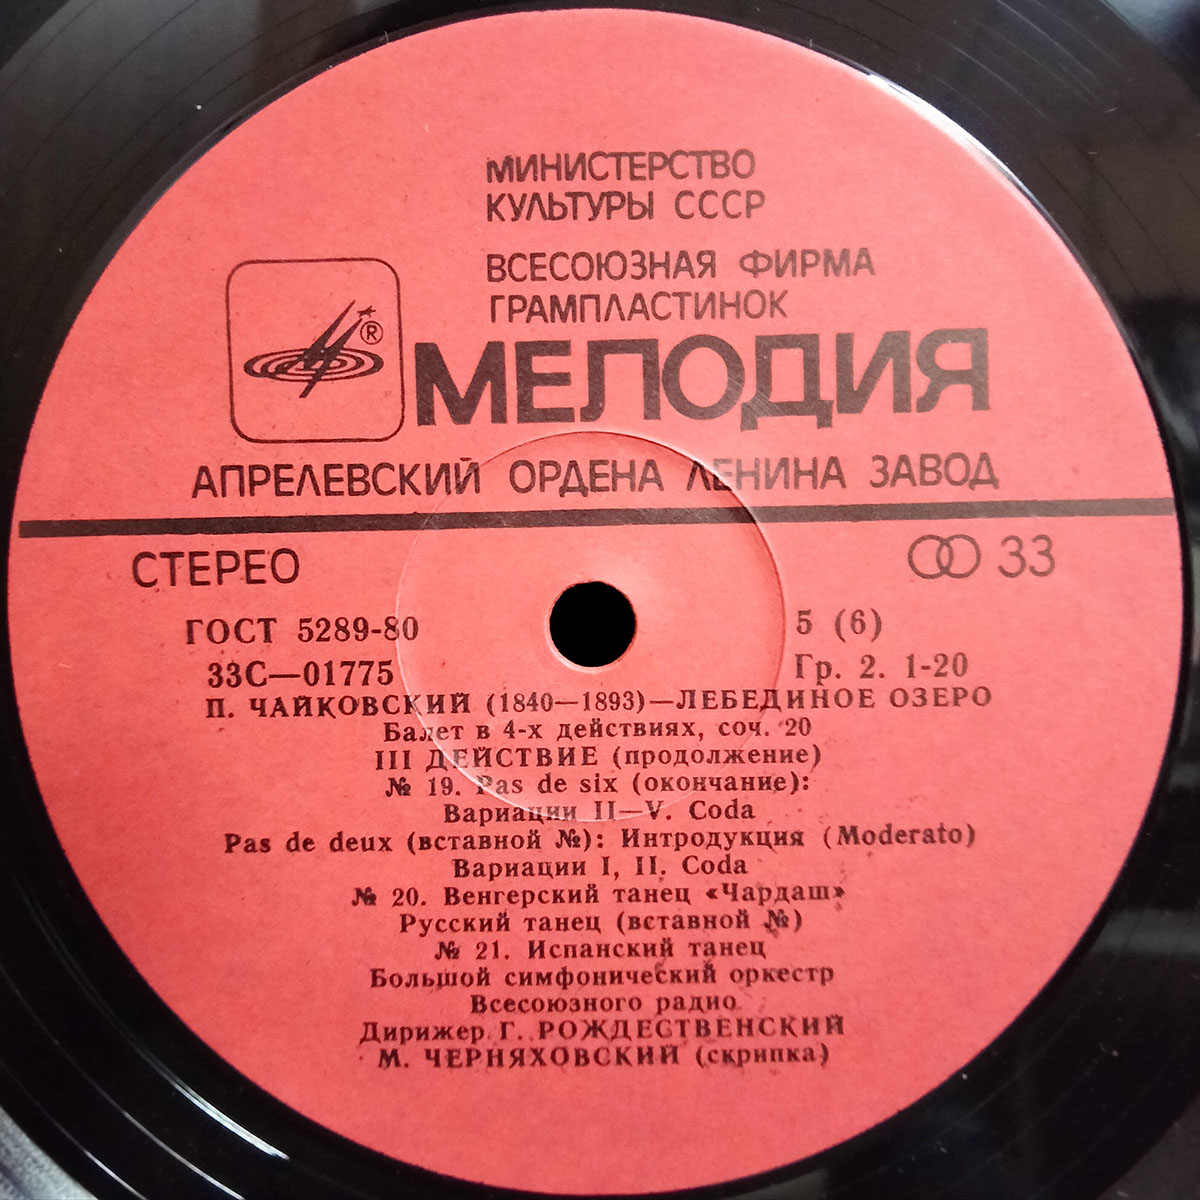 МИНИСТЕРСТВО
КУЛЬТУРЫ СССР
ВСЕСОЮЗНАЯ ФИРМА
ГРАМПЛАСТИНОК
®
МЕЛОДИЯ
АПРЕЛЕВСКИЙ ОРДЕНА ЛЕНИНА ЗАВОД
СТЕРЕО 33
ГОСТ 5289-80 5 (6)
33С—01775 Гр. 2. 1-20
П. ЧАЙКОВСКИЙ (1840—1893)—ЛЕБЕДИНОЕ ОЗЕРО
Балет в 4-х действиях, соч. 20
III ДЕЙСТВИЕ (продолжение)
№ 19. Pas de six (окончание):
Вариации II—V. Coda
Pas de deux (вставной №): Интродукция (Moderato)
Вариации I, II. Coda
№ 20. Венгерский танец «Чардаш»
Русский танец (вставной №)
№ 21. Испанский танец
Большой симфонический оркестр
Всесоюзного радио
Дирижер Г. РОЖДЕСТВЕНСКИЙ
М. ЧЕРНЯХОВСКИЙ (скрипка)